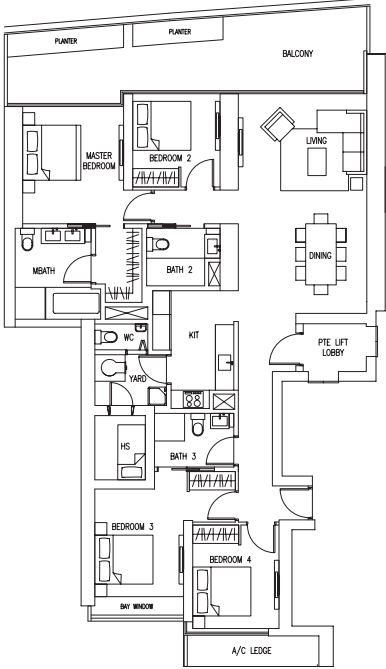 PLANTER
PLANTER
BALCONY
MASTER
BEDROOM
BEDROOM 2
LIVING
MBATH
BATH 2
DINING
WC
KIT
PTE LIFT
LOBBY
YARD
HS
BATH 3
BEDROOM 3
BEDROOM 4
BAY WINDOW
A/C LEDGE